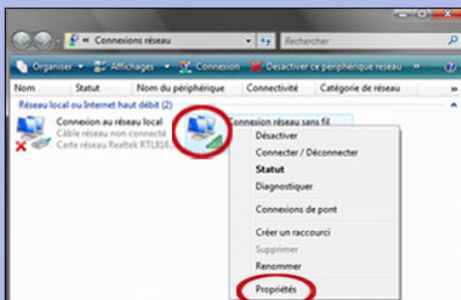 Connexions réseau
Rechercher
Organiser
Affichages
Connexion
Désactiver ce périphérique réseau
Nom
Statut
Nom du périphérique
Connectivité
Catégorie de réseau
Réseau local ou Internet haut débit (2)
Connexion au réseau local
Câble réseau non connecté
Carte réseau Realtek RTL816...
Connexion réseau sans fil
Désactiver
Connecter / Déconnecter
Statut
Diagnostiquer
Connexions de pont
Créer un raccourci
Supprimer
Renommer
Propriétés